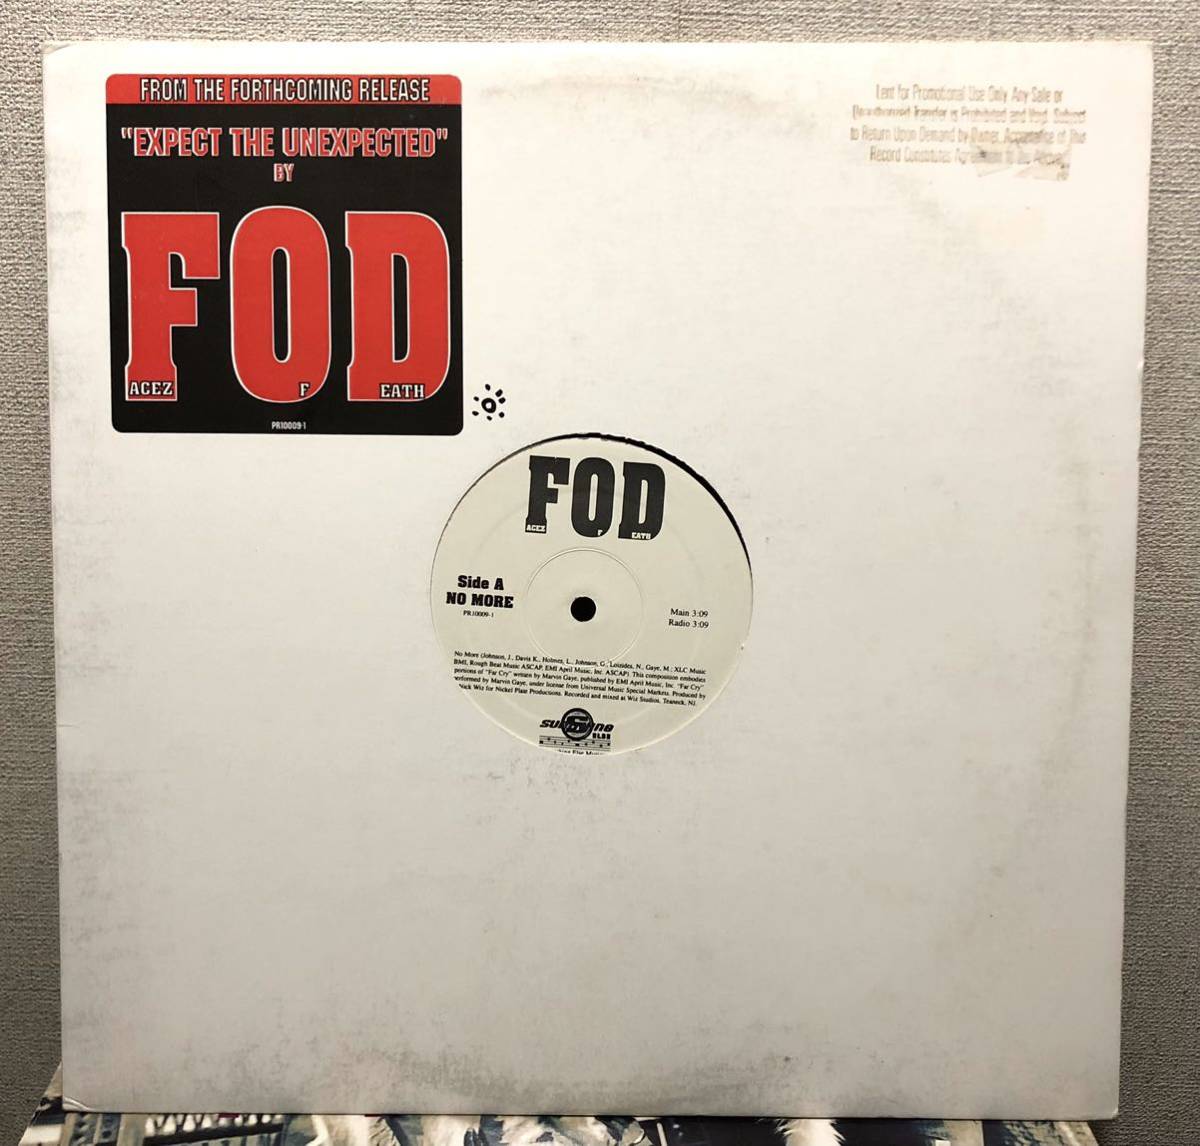 FROM THE FORTHCOMING RELEASE
"EXPECT THE UNEXPECTED"
BY
FOD
ACEZ F EATH
PR10009-1
Lent for Promotional Use Only Any Sale or
Unauthorized Transfer is Prohibited and Void. Subject
to Return Upon Demand by Owner. Acceptance of this
Record Constitutes Agreement to the Above.
FOD
ACEZ F EATH
Side A
NO MORE
PR10009-1
Main 3:09
Radio 3:09
No More (Johnson, J., Davis K., Holmes, L., Johnson, G., Loizides, N., Gaye, M.; XLC Music
BMI, Rough Beat Music ASCAP, EMI April Music, Inc. ASCAP). This composition embodies
portions of "Far Cry" written by Marvin Gaye, published by EMI April Music, Inc. "Far Cry"
performed by Marvin Gaye, under license from Universal Music Special Markets. Produced by
Nick Wiz for Nickel Plate Productions. Recorded and mixed at Wiz Studios, Teaneck, NJ.